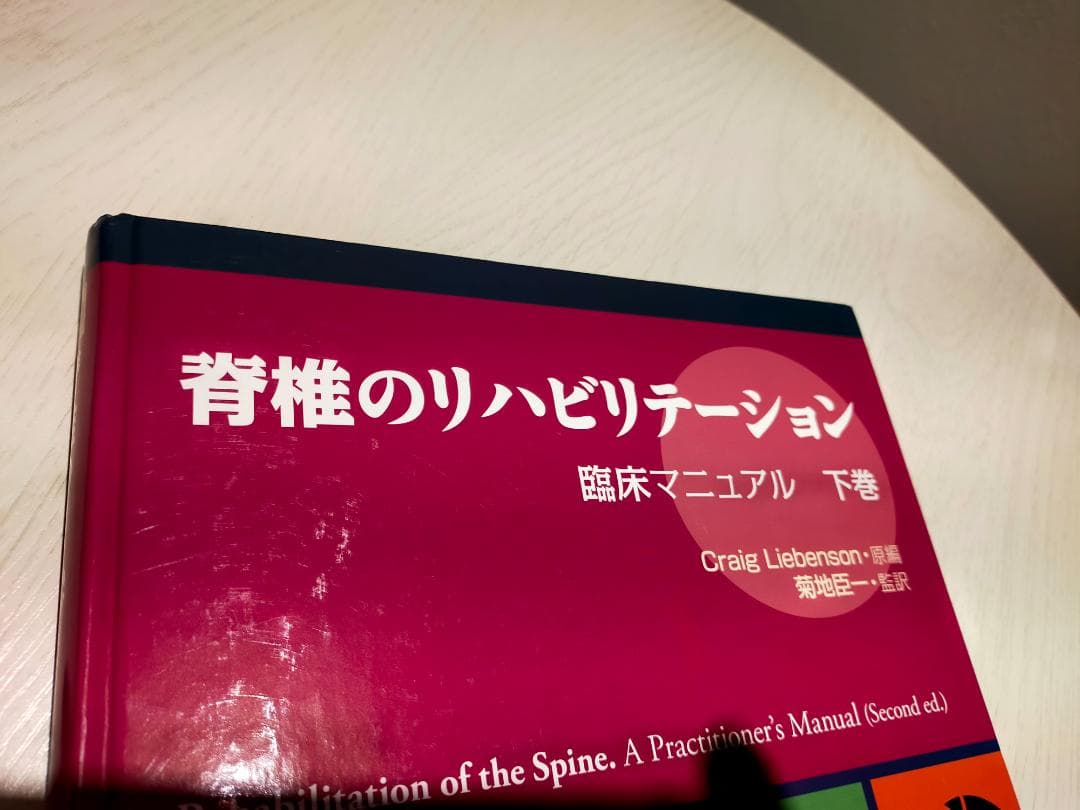 脊椎のリハビリテーション
臨床マニュアル 下巻
Craig Liebenson・原編
菊地臣一・監訳
Rehabilitation of the Spine. A Practitioner's Manual (Second ed.)